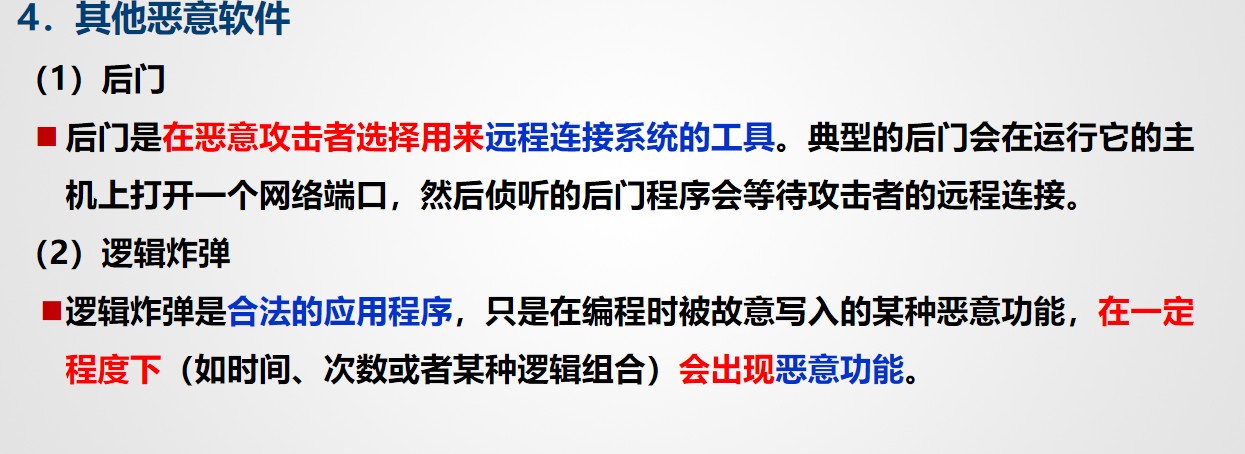 4．其他恶意软件
（1）后门
■ 后门是在恶意攻击者选择用来远程连接系统的工具。典型的后门会在运行它的主
机上打开一个网络端口，然后侦听的后门程序会等待攻击者的远程连接。
（2）逻辑炸弹
■逻辑炸弹是合法的应用程序，只是在编程时被故意写入的某种恶意功能，在一定
程度下（如时间、次数或者某种逻辑组合）会出现恶意功能。